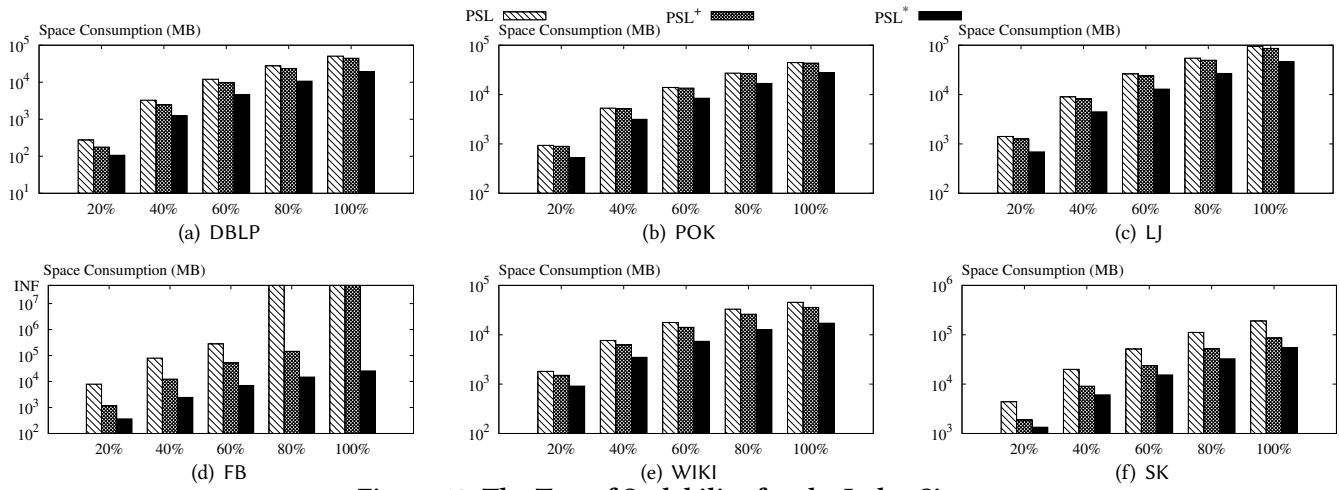 PSL PSL+ PSL*
Space Consumption (MB)
10^5
10^4
10^3
10^2
10^1
20% 40% 60% 80% 100%
(a) DBLP
Space Consumption (MB)
10^5
10^4
10^3
10^2
20% 40% 60% 80% 100%
(b) POK
Space Consumption (MB)
10^5
10^4
10^3
10^2
20% 40% 60% 80% 100%
(c) LJ
Space Consumption (MB)
INF
10^7
10^6
10^5
10^4
10^3
10^2
20% 40% 60% 80% 100%
(d) FB
Space Consumption (MB)
10^5
10^4
10^3
10^2
20% 40% 60% 80% 100%
(e) WIKI
Space Consumption (MB)
10^6
10^5
10^4
10^3
20% 40% 60% 80% 100%
(f) SK